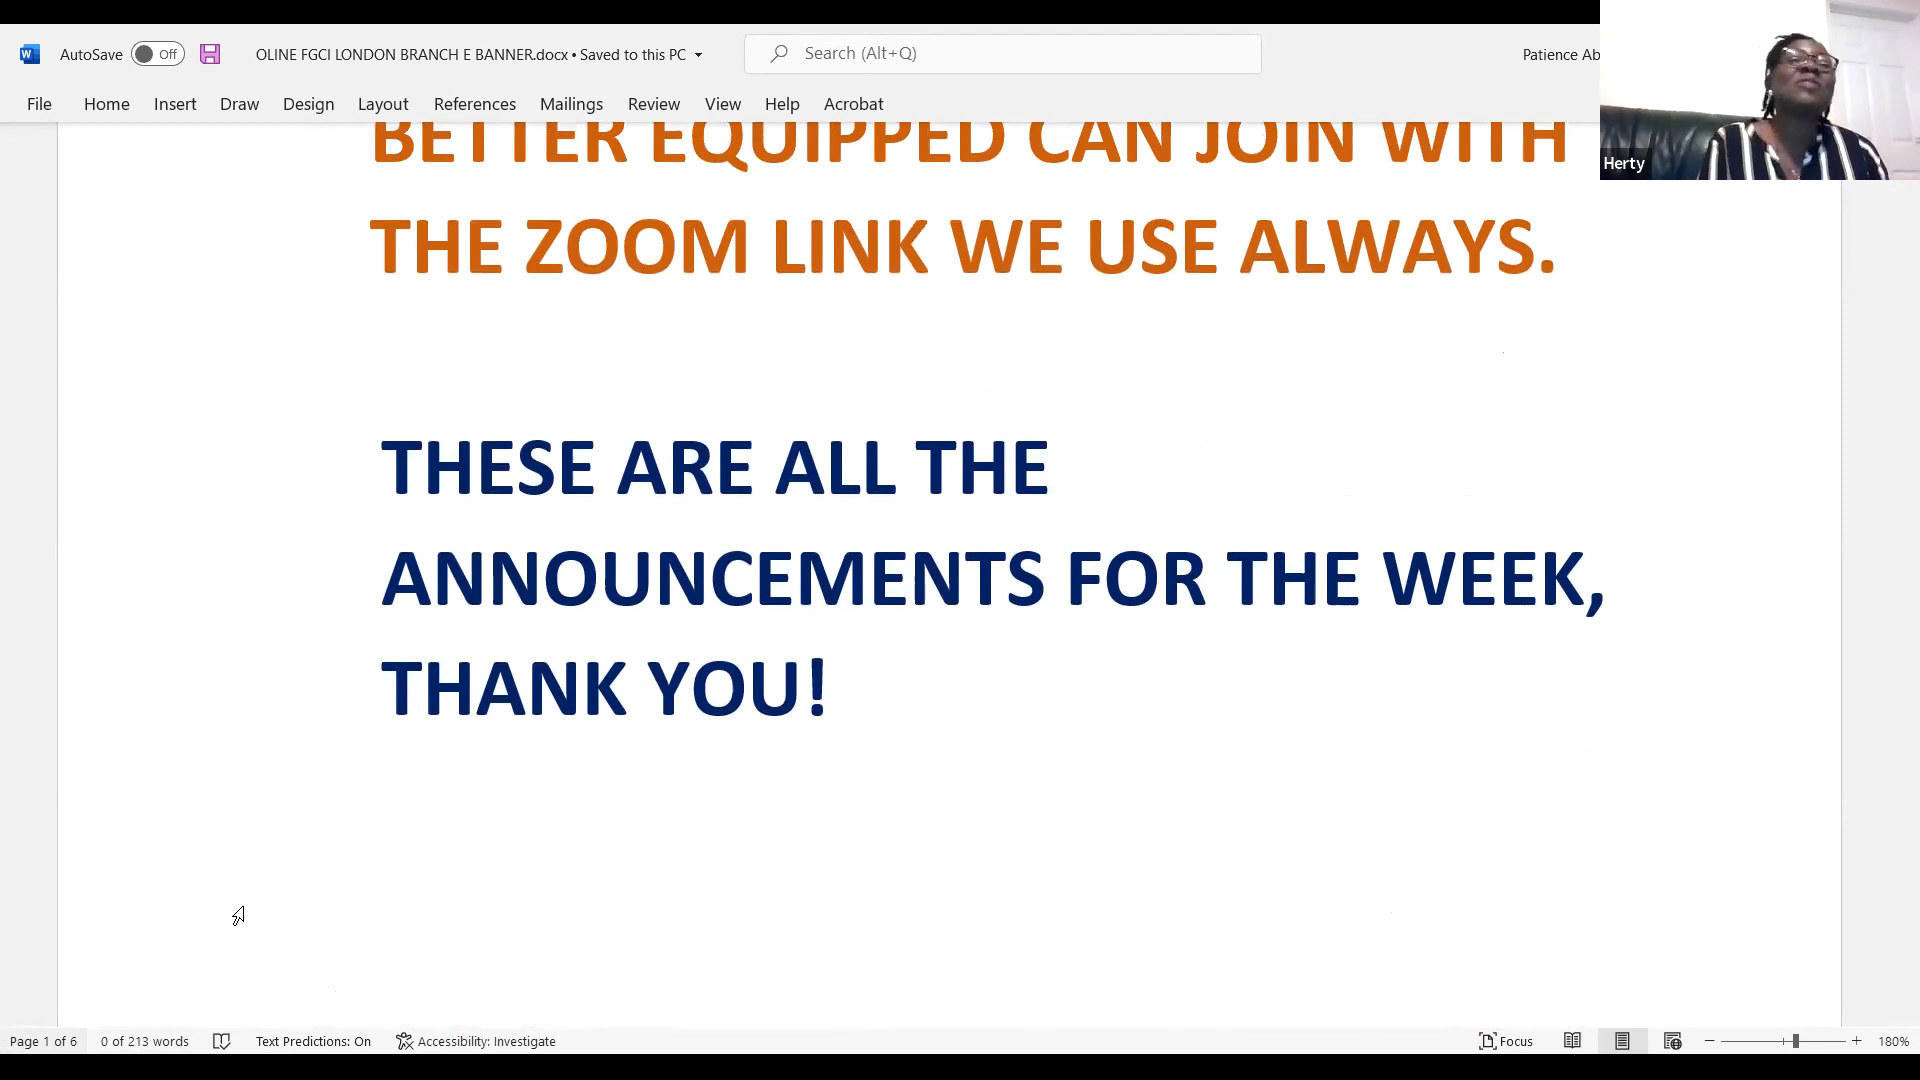 AutoSave Off OLINE FGCI LONDON BRANCH E BANNER.docx • Saved to this PC Search (Alt+Q) Patience Ab
File Home Insert Draw Design Layout References Mailings Review View Help Acrobat
Herty
BETTER EQUIPPED CAN JOIN WITH
THE ZOOM LINK WE USE ALWAYS.
THESE ARE ALL THE
ANNOUNCEMENTS FOR THE WEEK,
THANK YOU!
Page 1 of 6 0 of 213 words Text Predictions: On Accessibility: Investigate Focus 180%